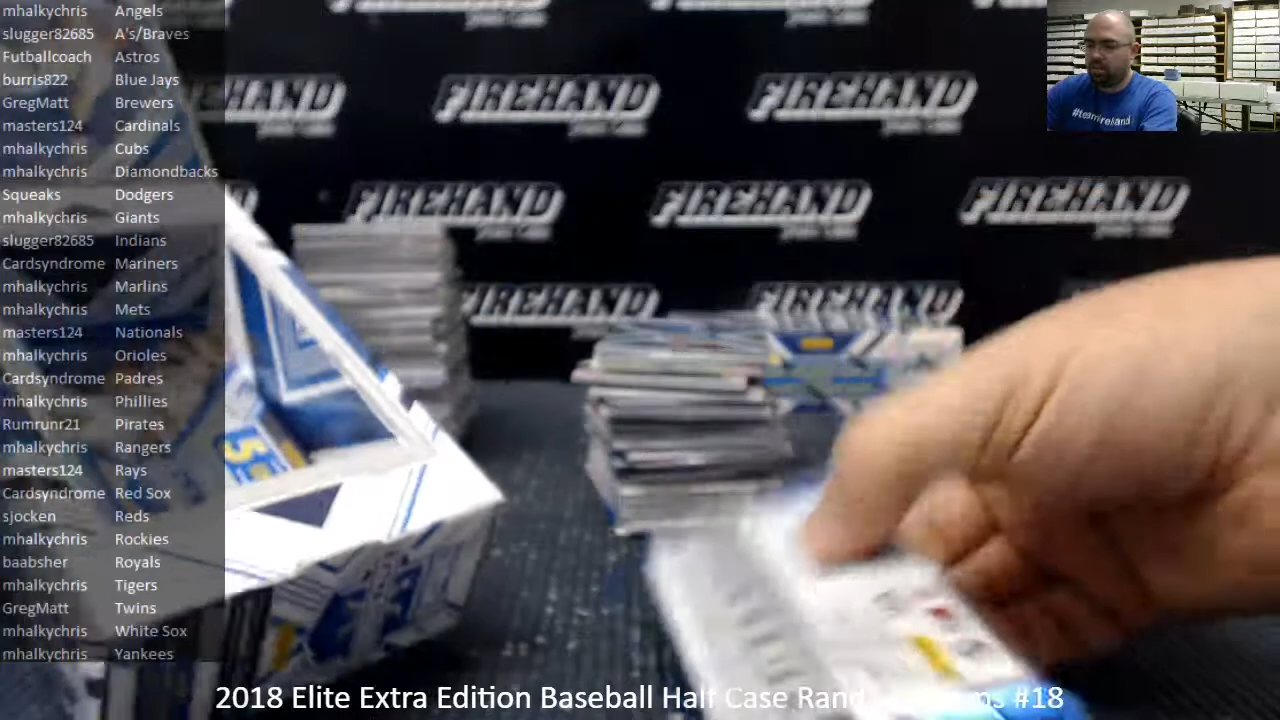 mhalkychris Angels
slugger82685 A's/Braves
Futballcoach Astros
burris822 Blue Jays
GregMatt Brewers
masters124 Cardinals
mhalkychris Cubs
mhalkychris Diamondbacks
Squeaks Dodgers
mhalkychris Giants
slugger82685 Indians
Cardsyndrome Mariners
mhalkychris Marlins
mhalkychris Mets
masters124 Nationals
mhalkychris Orioles
Cardsyndrome Padres
mhalkychris Phillies
Rumrunr21 Pirates
mhalkychris Rangers
masters124 Rays
Cardsyndrome Red Sox
sjocken Reds
mhalkychris Rockies
baabsher Royals
mhalkychris Tigers
GregMatt Twins
mhalkychris White Sox
mhalkychris Yankees
FIREHAND FIREHAND
FIREHAND FIREHAND FIREHAND
FIREHAND FIREHAND
2018 Elite Extra Edition Baseball Half Case #18